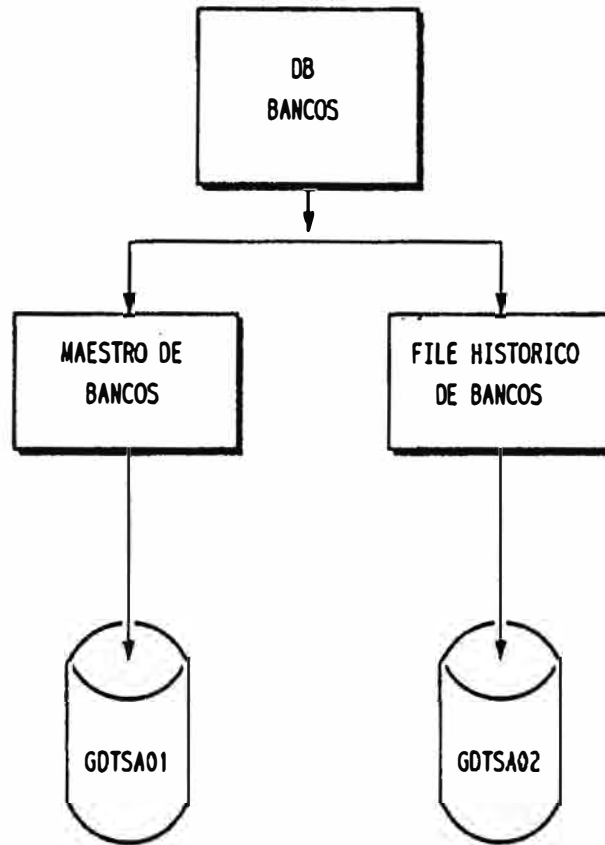 DB
BANCOS
MAESTRO DE
BANCOS
FILE HISTORICO
DE BANCOS
GDTSA01
GDTSA02